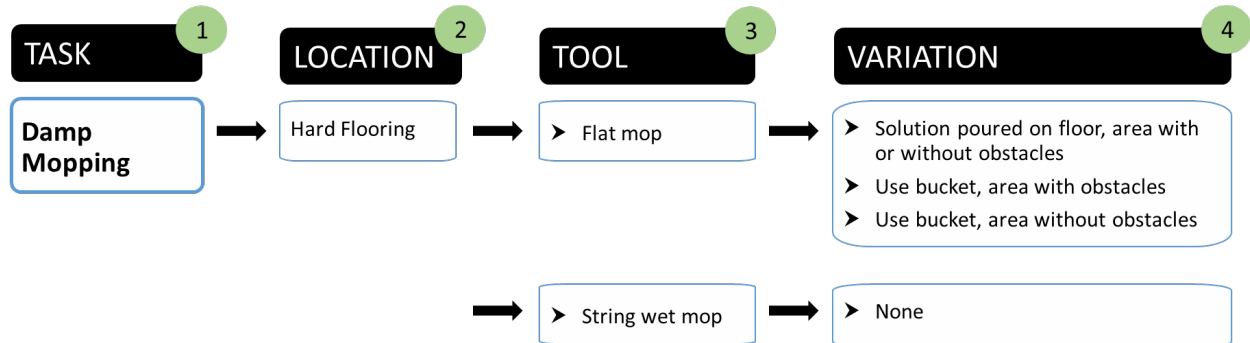 1
2
3
4
TASK
LOCATION
TOOL
VARIATION
Damp
Mopping
Hard Flooring
➤ Flat mop
➤ Solution poured on floor, area with
or without obstacles
➤ Use bucket, area with obstacles
➤ Use bucket, area without obstacles
➤ String wet mop
➤ None